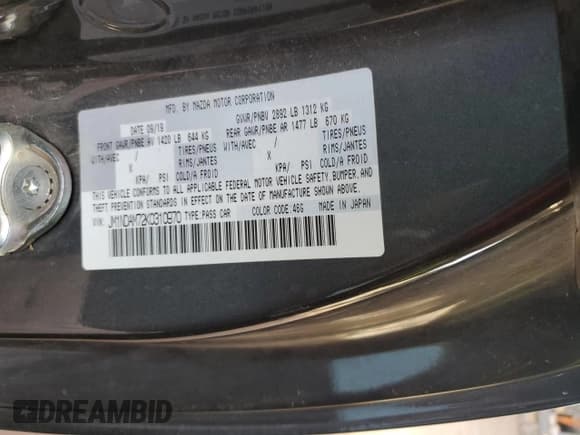 MFD. BY MAZDA MOTOR CORPORATION
DATE 09/19 GVWR/PNBV 2892 LB 1312 KG
FRONT GAWR/PNBE AV 1420 LB 644 KG REAR GAWR/PNBE AR 1477 LB 670 KG
WITH/AVEC / TIRES/PNEUS WITH/AVEC / TIRES/PNEUS
X RIMS/JANTES X RIMS/JANTES
KPA/ PSI COLD/A FROID KPA/ PSI COLD/A FROID
THIS VEHICLE CONFORMS TO ALL APPLICABLE FEDERAL MOTOR VEHICLE SAFETY, BUMPER, AND
THEFT PREVENTION STANDARDS IN EFFECT ON THE DATE OF MANUFACTURE SHOWN ABOVE.
VIN: JM1NDAM72K0310970 TYPE:PASS CAR COLOR CODE:46G MADE IN JAPAN
DREAMBID